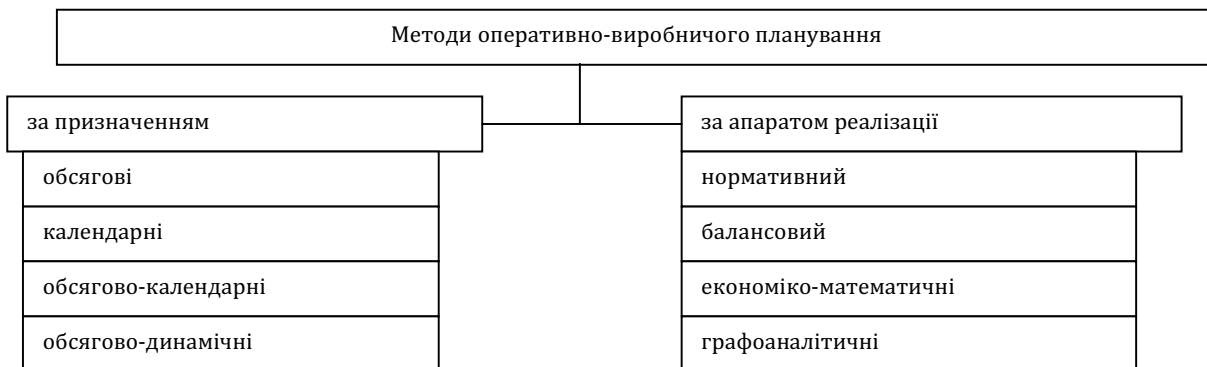 Методи оперативно-виробничого планування
за призначенням
обсягові
календарні
обсягово-календарні
обсягово-динамічні
за апаратом реалізації
нормативний
балансовий
економіко-математичні
графоаналітичні